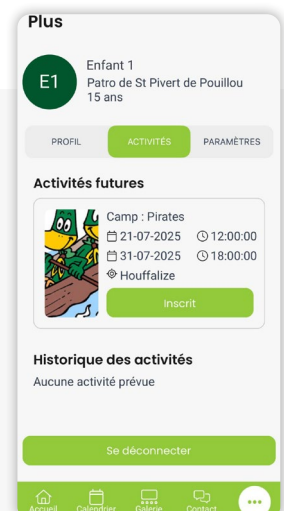 Plus
E1
Enfant 1
Patro de St Pivert de Pouillou
15 ans
PROFIL ACTIVITÉS PARAMÈTRES
Activités futures
Camp : Pirates
21-07-2025 12:00:00
31-07-2025 18:00:00
Houffalize
Inscrit
Historique des activités
Aucune activité prévue
Se déconnecter
Accueil Calendrier Galerie Contact